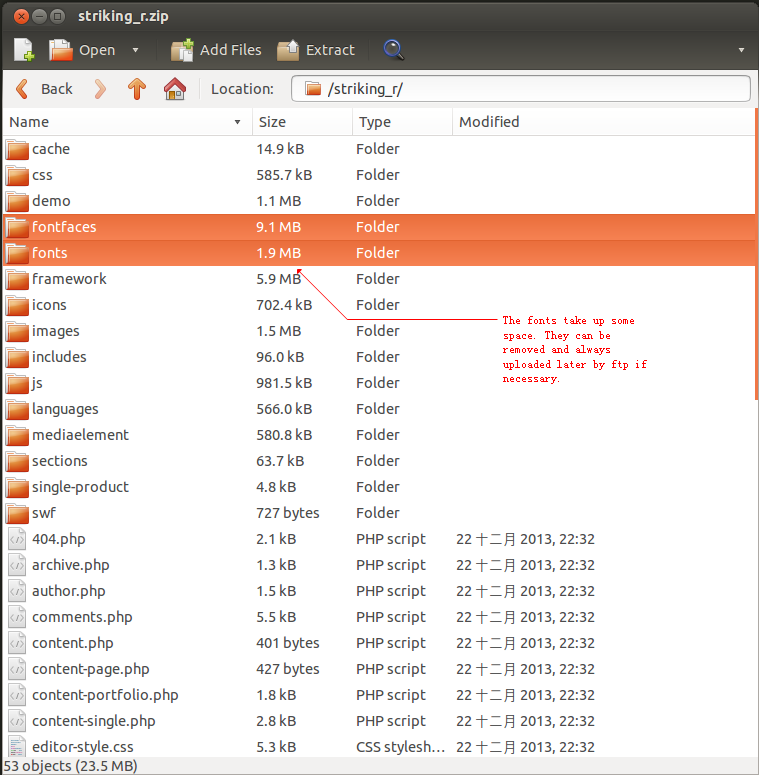 striking_r.zip
Open Add Files Extract
Back Location: /striking_r/
Name Size Type Modified
cache 14.9 kB Folder
css 585.7 kB Folder
demo 1.1 MB Folder
fontfaces 9.1 MB Folder
fonts 1.9 MB Folder
framework 5.9 MB Folder
icons 702.4 kB Folder
images 1.5 MB Folder
includes 96.0 kB Folder
js 981.5 kB Folder
languages 566.0 kB Folder
mediaelement 580.8 kB Folder
sections 63.7 kB Folder
single-product 4.8 kB Folder
swf 727 bytes Folder
The fonts take up some
space. They can be
removed and always
uploaded later by ftp if
necessary.
404.php 2.1 kB PHP script 22 十二月 2013, 22:32
archive.php 1.3 kB PHP script 22 十二月 2013, 22:32
author.php 1.5 kB PHP script 22 十二月 2013, 22:32
comments.php 5.5 kB PHP script 22 十二月 2013, 22:32
content.php 401 bytes PHP script 22 十二月 2013, 22:32
content-page.php 427 bytes PHP script 22 十二月 2013, 22:32
content-portfolio.php 1.8 kB PHP script 22 十二月 2013, 22:32
content-single.php 2.8 kB PHP script 22 十二月 2013, 22:32
editor-style.css 5.3 kB CSS stylesh… 22 十二月 2013, 22:32
53 objects (23.5 MB)